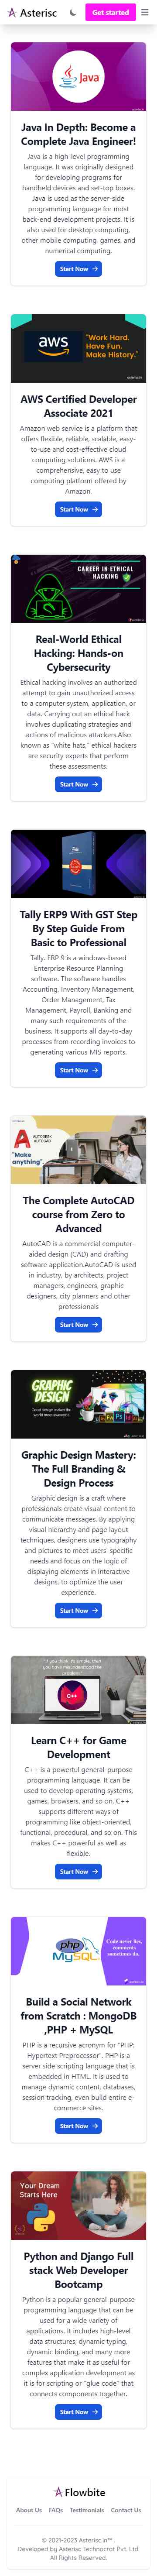 Asterisc
Get started
Java
Java In Depth: Become a
Complete Java Engineer!
Java is a high-level programming
language. It was originally designed
for developing programs for
handheld devices and set-top boxes.
Java is used as the server-side
programming language for most
back-end development projects. It is
also used for desktop computing,
other mobile computing, games, and
numerical computing.
Start Now
aws
"Work Hard.
Have Fun.
Make History."
AWS Certified Developer
Associate 2021
Amazon web service is a platform that
offers flexible, reliable, scalable, easy-
to-use and cost-effective cloud
computing solutions. AWS is a
comprehensive, easy to use
computing platform offered by
Amazon.
Start Now
CAREER IN ETHICAL
HACKING
Real-World Ethical
Hacking: Hands-on
Cybersecurity
Ethical hacking involves an authorized
attempt to gain unauthorized access
to a computer system, application, or
data. Carrying out an ethical hack
involves duplicating strategies and
actions of malicious attackers.Also
known as “white hats,” ethical hackers
are security experts that perform
these assessments.
Start Now
Tally ERP9 With GST Step
By Step Guide From
Basic to Professional
Tally. ERP 9 is a windows-based
Enterprise Resource Planning
software. The software handles
Accounting, Inventory Management,
Order Management, Tax
Management, Payroll, Banking and
many such requirements of the
business. It supports all day-to-day
processes from recording invoices to
generating various MIS reports.
Start Now
AUTODESK
AUTOCAD
"Make
anything"
The Complete AutoCAD
course from Zero to
Advanced
AutoCAD is a commercial computer-
aided design (CAD) and drafting
software application.AutoCAD is used
in industry, by architects, project
managers, engineers, graphic
designers, city planners and other
professionals
Start Now
GRAPHIC
DESIGN
Good design makes the
world more awesome
Graphic Design Mastery:
The Full Branding &
Design Process
Graphic design is a craft where
professionals create visual content to
communicate messages. By applying
visual hierarchy and page layout
techniques, designers use typography
and pictures to meet users’ specific
needs and focus on the logic of
displaying elements in interactive
designs, to optimize the user
experience.
Start Now
C++
Learn C++ for Game
Development
C++ is a powerful general-purpose
programming language. It can be
used to develop operating systems,
games, browsers, and so on. C++
supports different ways of
programming like object-oriented,
functional, procedural, and so on. This
makes C++ powerful as well as
flexible.
Start Now
php
MySQL
Code never lies,
comments
sometimes do.
Build a Social Network
from Scratch : MongoDB
,PHP + MySQL
PHP is a recursive acronym for "PHP:
Hypertext Preprocessor". PHP is a
server side scripting language that is
embedded in HTML. It is used to
manage dynamic content, databases,
session tracking, even build entire e-
commerce sites.
Start Now
Your Dream
Starts Here
Python and Django Full
stack Web Developer
Bootcamp
Python is a popular general-purpose
programming language that can be
used for a wide variety of
applications. It includes high-level
data structures, dynamic typing,
dynamic binding, and many more
features that make it as useful for
complex application development as
it is for scripting or "glue code" that
connects components together.
Start Now
Flowbite
About Us FAQs Testimonials Contact Us
© 2021-2023 Asterisc.in™.
Developed by Asterisc Technocrat Pvt. Ltd.
All Rights Reserved.